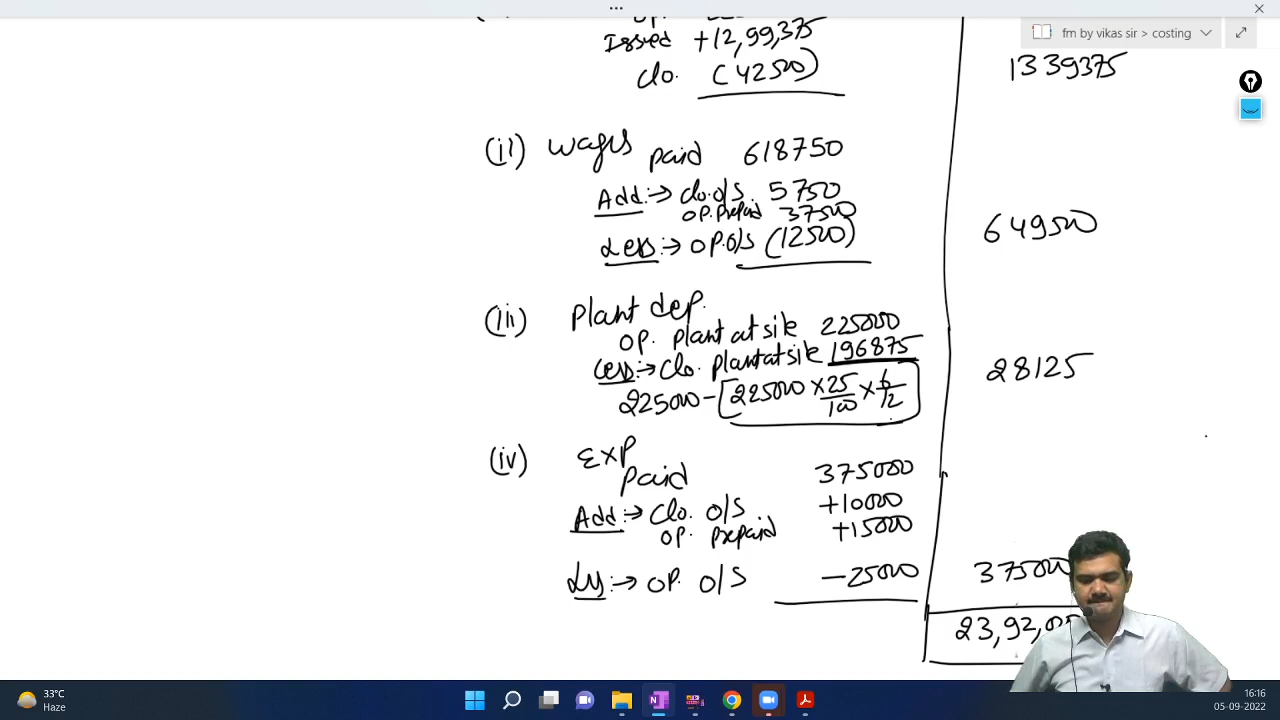 fm by vikas sir > costing
Issued +12,99,375
Clo. (42500)
1339375
(ii) wages paid 618750
Add:→ Clo. o/s 5750
OP. Prepaid 37500
Less:→ OP. o/s (12500)
649500
(iii) Plant dep.
OP. Plant at site 225000
Less:→ Clo. Plant at site 196875
28125
225000 - 225000 × 25/100 × 6/12
(iv) EXP
Paid 375000
Add:→ Clo. O/S +10000
OP. Prepaid +15000
→ OP. O/S -25000
375000
23,92,0
33°C
Haze
16:16
05-09-2022